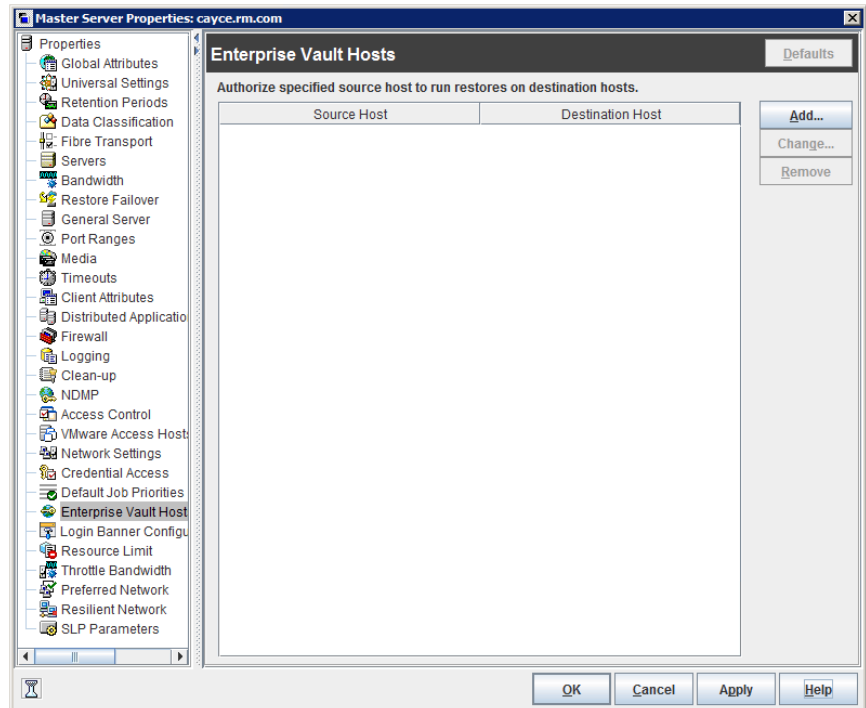 Master Server Properties: cayce.rm.com
Properties
Global Attributes
Universal Settings
Retention Periods
Data Classification
Fibre Transport
Servers
Bandwidth
Restore Failover
General Server
Port Ranges
Media
Timeouts
Client Attributes
Distributed Applicatio
Firewall
Logging
Clean-up
NDMP
Access Control
VMware Access Hosts
Network Settings
Credential Access
Default Job Priorities
Enterprise Vault Host
Login Banner Configu
Resource Limit
Throttle Bandwidth
Preferred Network
Resilient Network
SLP Parameters
Enterprise Vault Hosts
Defaults
Authorize specified source host to run restores on destination hosts.
Source Host Destination Host
Add...
Change...
Remove
OK Cancel Apply Help